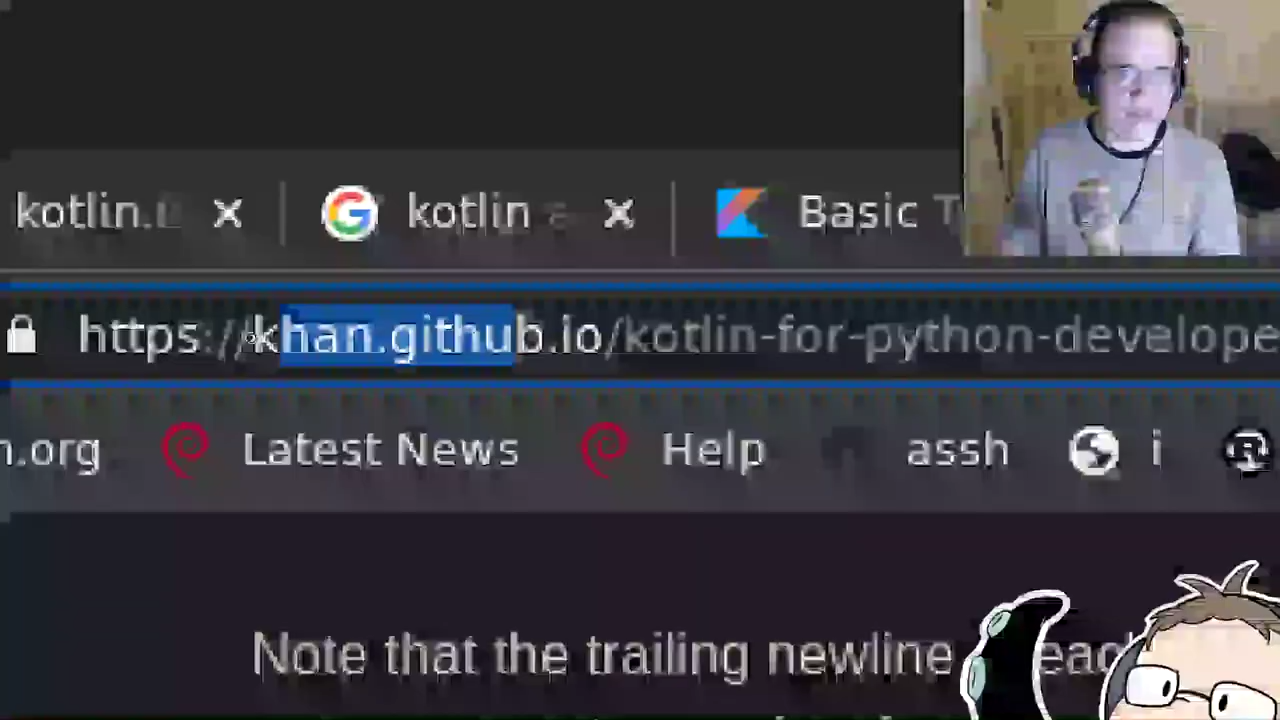 kotlin. kotlin Basic
https://khan.github.io/kotlin-for-python-develope
n.org Latest News Help assh i
Note that the trailing newline